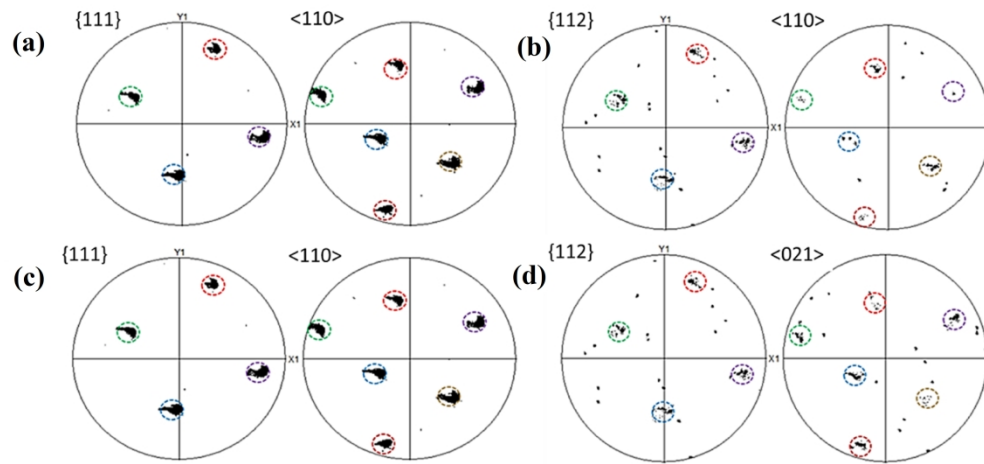 (a)
{111}
Y1
X1
<110>
(b)
{112}
Y1
X1
<110>
(c)
{111}
Y1
X1
<110>
(d)
{112}
Y1
X1
<021>